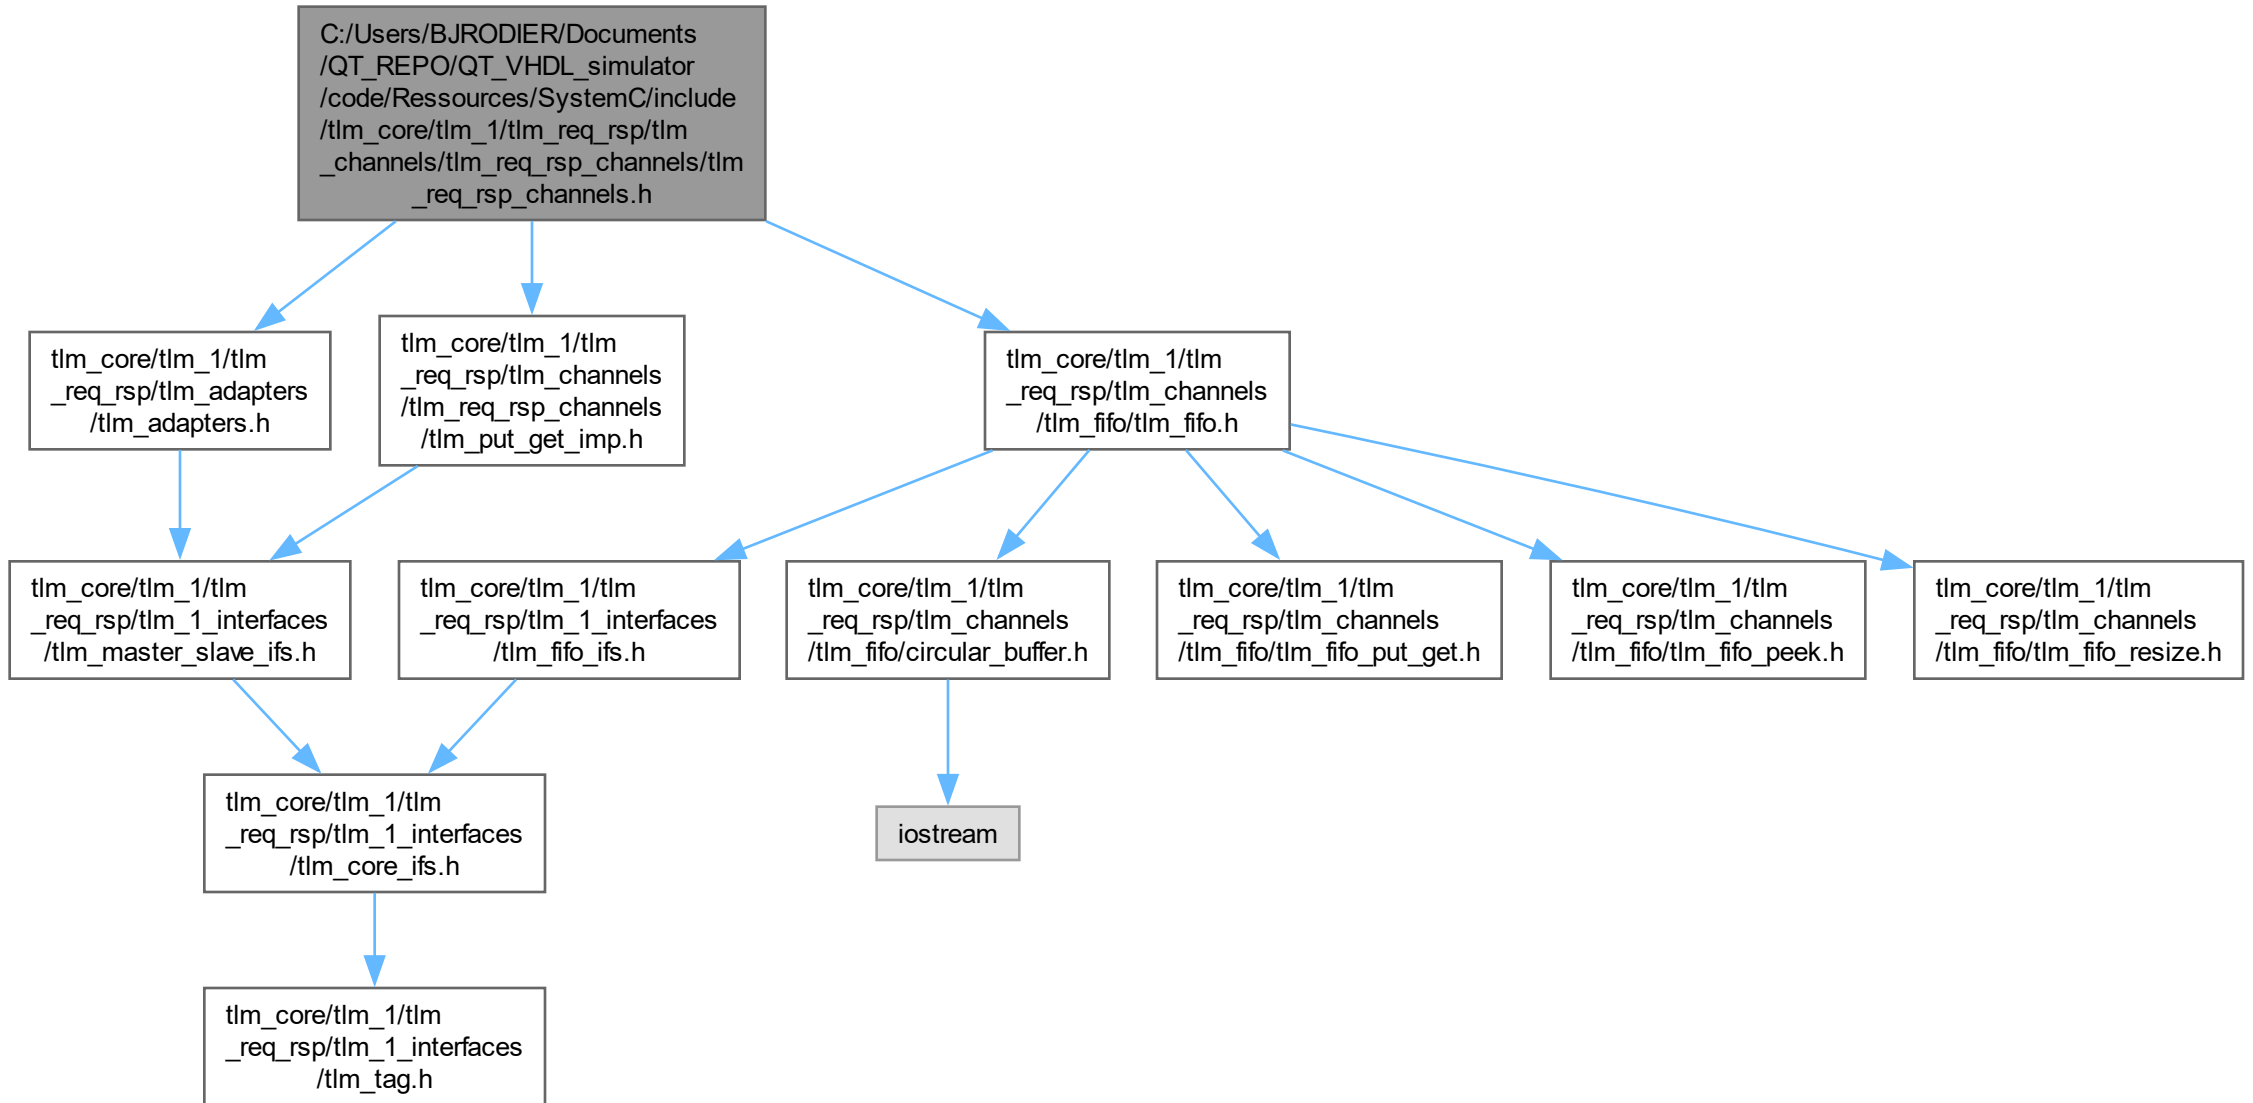 C:/Users/BJRODIER/Documents
/QT_REPO/QT_VHDL_simulator
/code/Ressources/SystemC/include
/tlm_core/tlm_1/tlm_req_rsp/tlm
_channels/tlm_req_rsp_channels/tlm
_req_rsp_channels.h
tlm_core/tlm_1/tlm
_req_rsp/tlm_adapters
/tlm_adapters.h
tlm_core/tlm_1/tlm
_req_rsp/tlm_channels
/tlm_req_rsp_channels
/tlm_put_get_imp.h
tlm_core/tlm_1/tlm
_req_rsp/tlm_channels
/tlm_fifo/tlm_fifo.h
tlm_core/tlm_1/tlm
_req_rsp/tlm_1_interfaces
/tlm_master_slave_ifs.h
tlm_core/tlm_1/tlm
_req_rsp/tlm_1_interfaces
/tlm_fifo_ifs.h
tlm_core/tlm_1/tlm
_req_rsp/tlm_channels
/tlm_fifo/circular_buffer.h
tlm_core/tlm_1/tlm
_req_rsp/tlm_channels
/tlm_fifo/tlm_fifo_put_get.h
tlm_core/tlm_1/tlm
_req_rsp/tlm_channels
/tlm_fifo/tlm_fifo_peek.h
tlm_core/tlm_1/tlm
_req_rsp/tlm_channels
/tlm_fifo/tlm_fifo_resize.h
tlm_core/tlm_1/tlm
_req_rsp/tlm_1_interfaces
/tlm_core_ifs.h
iostream
tlm_core/tlm_1/tlm
_req_rsp/tlm_1_interfaces
/tlm_tag.h